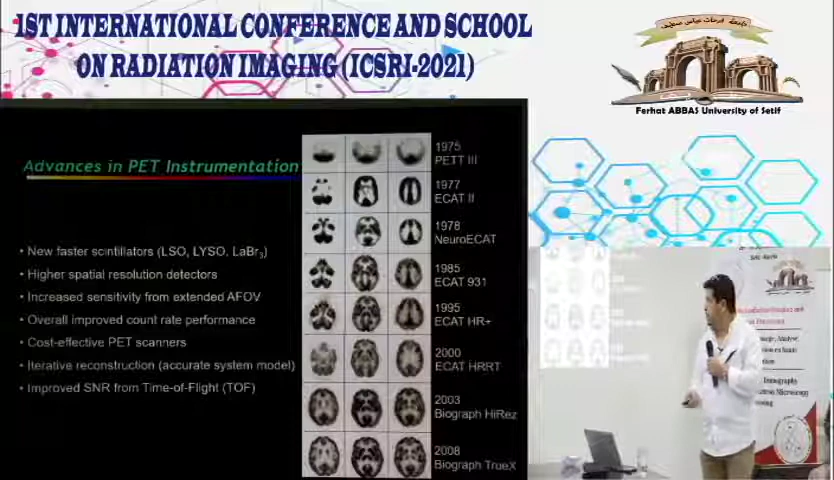 1ST INTERNATIONAL CONFERENCE AND SCHOOL
ON RADIATION IMAGING (ICSRI-2021)
Ferhat ABBAS University of Setif
Advances in PET Instrumentation
• New faster scintillators (LSO, LYSO, LaBr3)
• Higher spatial resolution detectors
• Increased sensitivity from extended AFOV
• Overall improved count rate performance
• Cost-effective PET scanners
• Iterative reconstruction (accurate system model)
• Improved SNR from Time-of-Flight (TOF)
1975
PETT III
1977
ECAT II
1978
NeuroECAT
1985
ECAT 931
1995
ECAT HR+
2000
ECAT HRRT
2003
Biograph HiRez
2008
Biograph TrueX